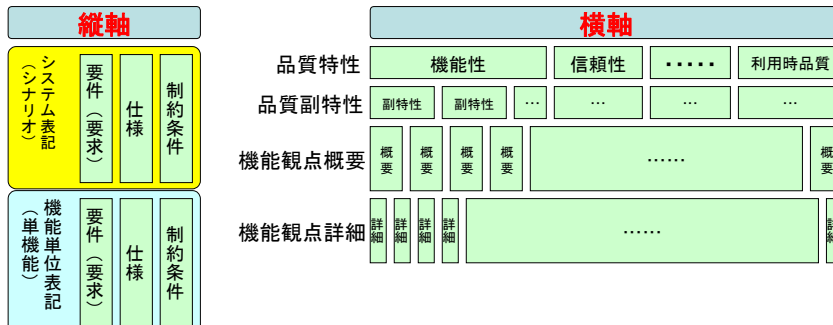 縦軸
システム表記
(シナリオ)
要件(要求)
仕様
制約条件
機能単位表記
(単機能)
要件(要求)
仕様
制約条件
横軸
品質特性
機能性
信頼性
・・・・・
利用時品質
品質副特性
副特性
副特性
…
…
…
…
機能観点概要
概要
概要
概要
概要
……
概要
機能観点詳細
詳細
詳細
詳細
詳細
……